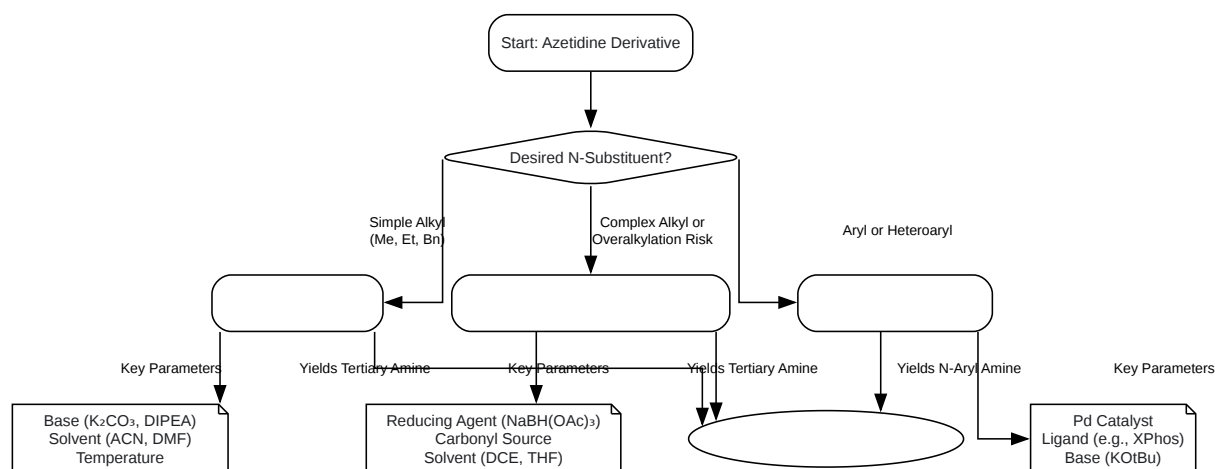 Start: Azetidine Derivative
Desired N-Substituent?
Simple Alkyl
(Me, Et, Bn)
Complex Alkyl or
Overalkylation Risk
Aryl or Heteroaryl
Key Parameters
Yields Tertiary Amine
Key Parameters
Yields Tertiary Amine
Yields N-Aryl Amine
Key Parameters
Base (K₂CO₃, DIPEA)
Solvent (ACN, DMF)
Temperature
Reducing Agent (NaBH(OAc)₃)
Carbonyl Source
Solvent (DCE, THF)
Pd Catalyst
Ligand (e.g., XPhos)
Base (KOtBu)